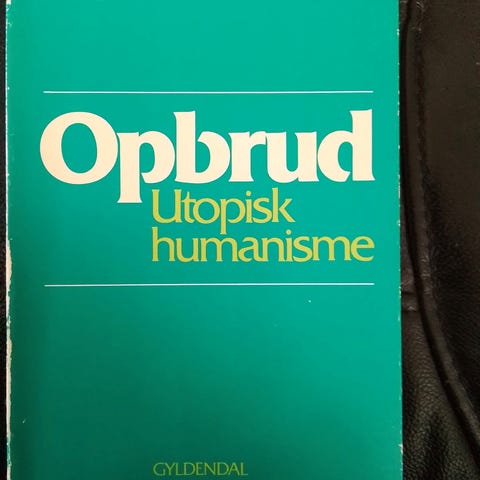 Opbrud
Utopisk
humanisme
GYLDENDAL